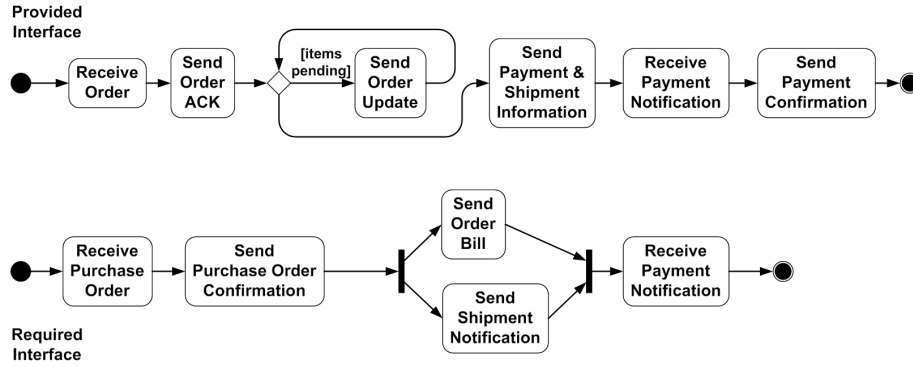 Provided
Interface
Receive
Order
Send
Order
ACK
[items
pending]
Send
Order
Update
Send
Payment &
Shipment
Information
Receive
Payment
Notification
Send
Payment
Confirmation
Receive
Purchase
Order
Send
Purchase Order
Confirmation
Send
Order
Bill
Send
Shipment
Notification
Receive
Payment
Notification
Required
Interface